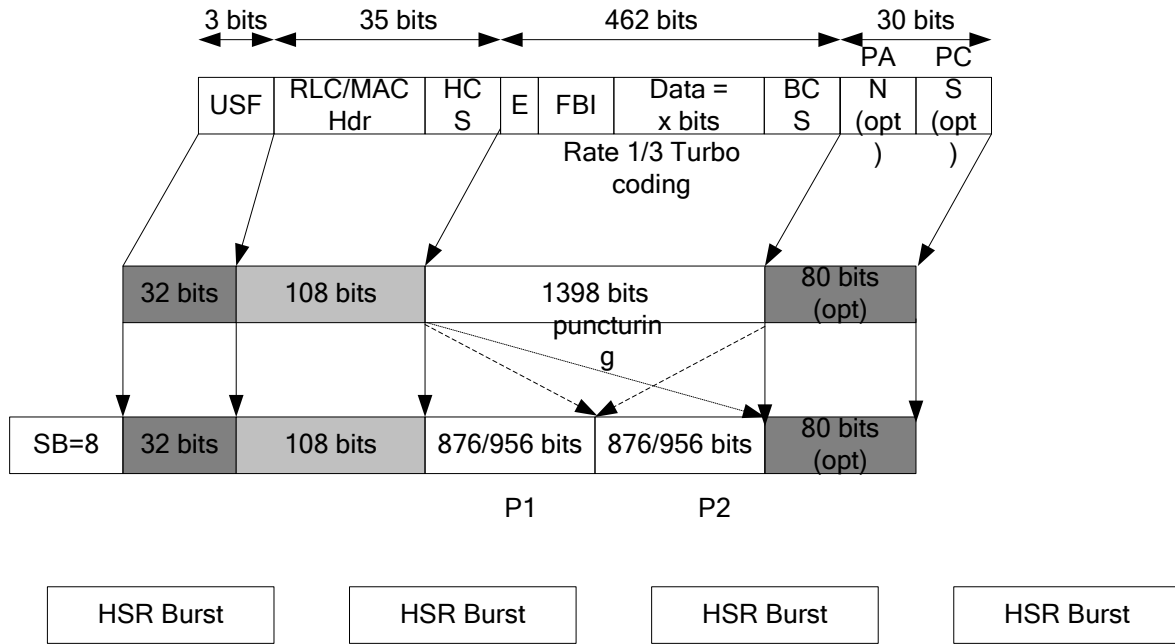 3 bits 35 bits 462 bits 30 bits
USF
RLC/MAC
Hdr
HC
S
E
FBI
Data =
x bits
BC
S
PA
N
(opt
)
PC
S
(opt
)
Rate 1/3 Turbo
coding
32 bits
108 bits
1398 bits
80 bits
(opt)
puncturin
g
SB=8
32 bits
108 bits
876/956 bits
876/956 bits
80 bits
(opt)
P1
P2
HSR Burst
HSR Burst
HSR Burst
HSR Burst